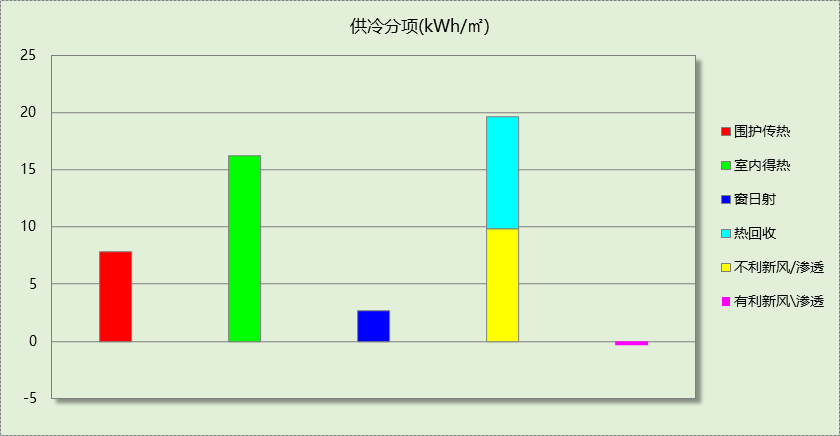 供冷分项(kWh/㎡)
25
20
15
10
5
0
-5
围护传热
室内得热
窗日射
热回收
不利新风/渗透
有利新风\渗透